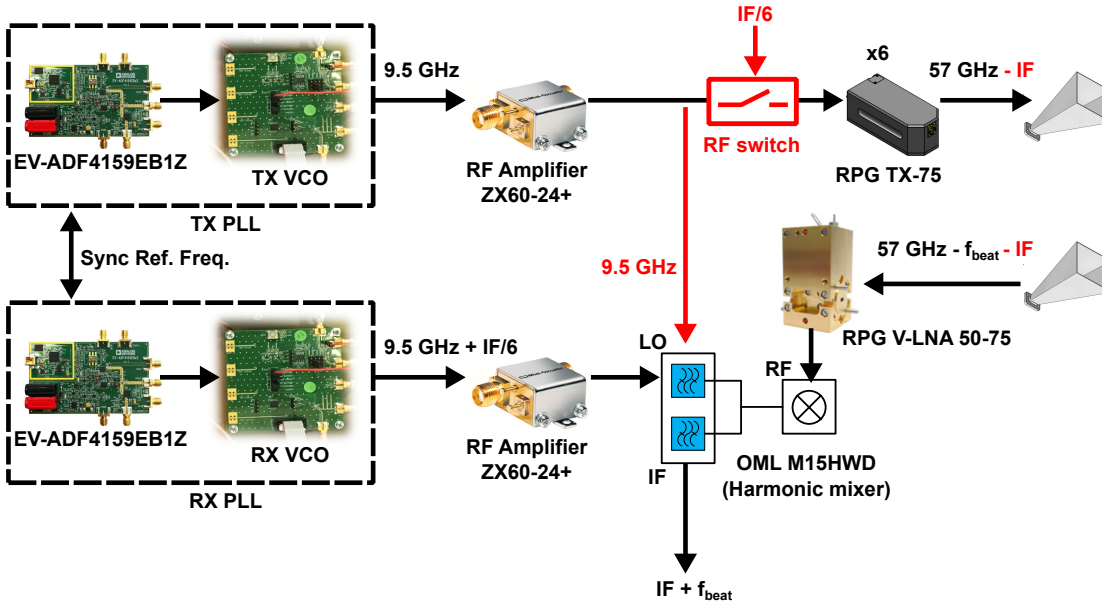 IF/6
x6
9.5 GHz
57 GHz - IF
RF switch
EV-ADF4159EB1Z
TX VCO
RF Amplifier
ZX60-24+
RPG TX-75
TX PLL
Sync Ref. Freq.
9.5 GHz
57 GHz - fbeat - IF
RPG V-LNA 50-75
9.5 GHz + IF/6
LO
RF
EV-ADF4159EB1Z
RX VCO
RF Amplifier
ZX60-24+
IF
OML M15HWD
(Harmonic mixer)
RX PLL
IF + fbeat